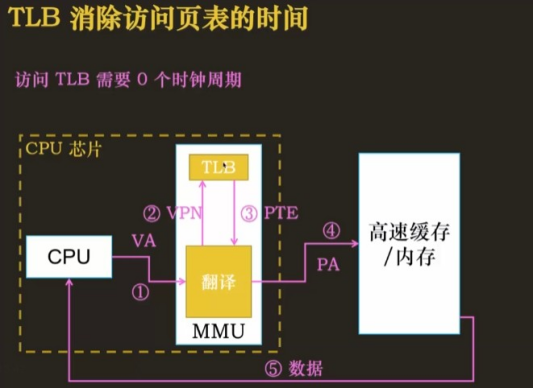 TLB 消除访问页表的时间
访问 TLB 需要 0 个时钟周期
CPU 芯片
TLB
② VPN
③ PTE
④
VA
CPU
翻译
PA
高速缓存
/内存
①
MMU
⑤ 数据